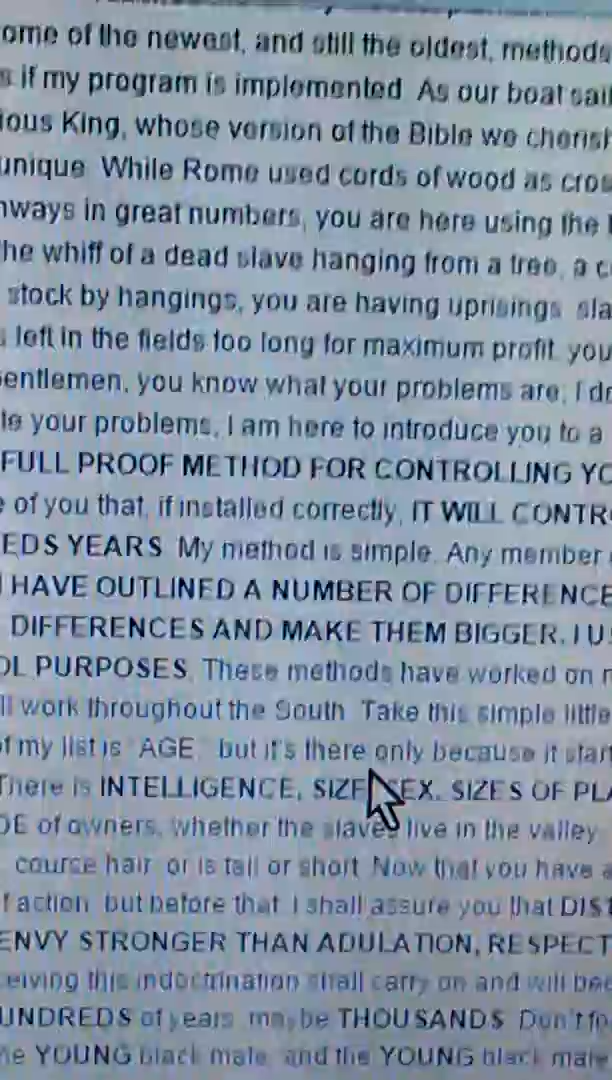 ome of the newest, and still the oldest, methods
s if my program is implemented. As our boat sail
ious King, whose version of the Bible we cherish
unique. While Rome used cords of wood as cros
hways in great numbers, you are here using the
the whiff of a dead slave hanging from a tree, a c
stock by hangings, you are having uprisings, sla
left in the fields too long for maximum profit, you
entlemen, you know what your problems are; I d
te your problems, I am here to introduce you to a
FULL PROOF METHOD FOR CONTROLLING YO
e of you that, if installed correctly, IT WILL CONTR
EDS YEARS. My method is simple. Any member
I HAVE OUTLINED A NUMBER OF DIFFERENCE
DIFFERENCES AND MAKE THEM BIGGER. I US
OL PURPOSES. These methods have worked on
ll work throughout the South. Take this simple little
of my list is "AGE," but it's there only because it star
There is INTELLIGENCE, SIZE, SEX, SIZES OF PLA
DE of owners, whether the slaves live in the valley,
course hair, or is tall or short. Now that you have a
f action, but before that, I shall assure you that DIST
ENVY STRONGER THAN ADULATION, RESPECT
ceiving this indoctrination shall carry on and will bec
UNDREDS of years, maybe THOUSANDS. Don't fo
he YOUNG black male, and the YOUNG black male